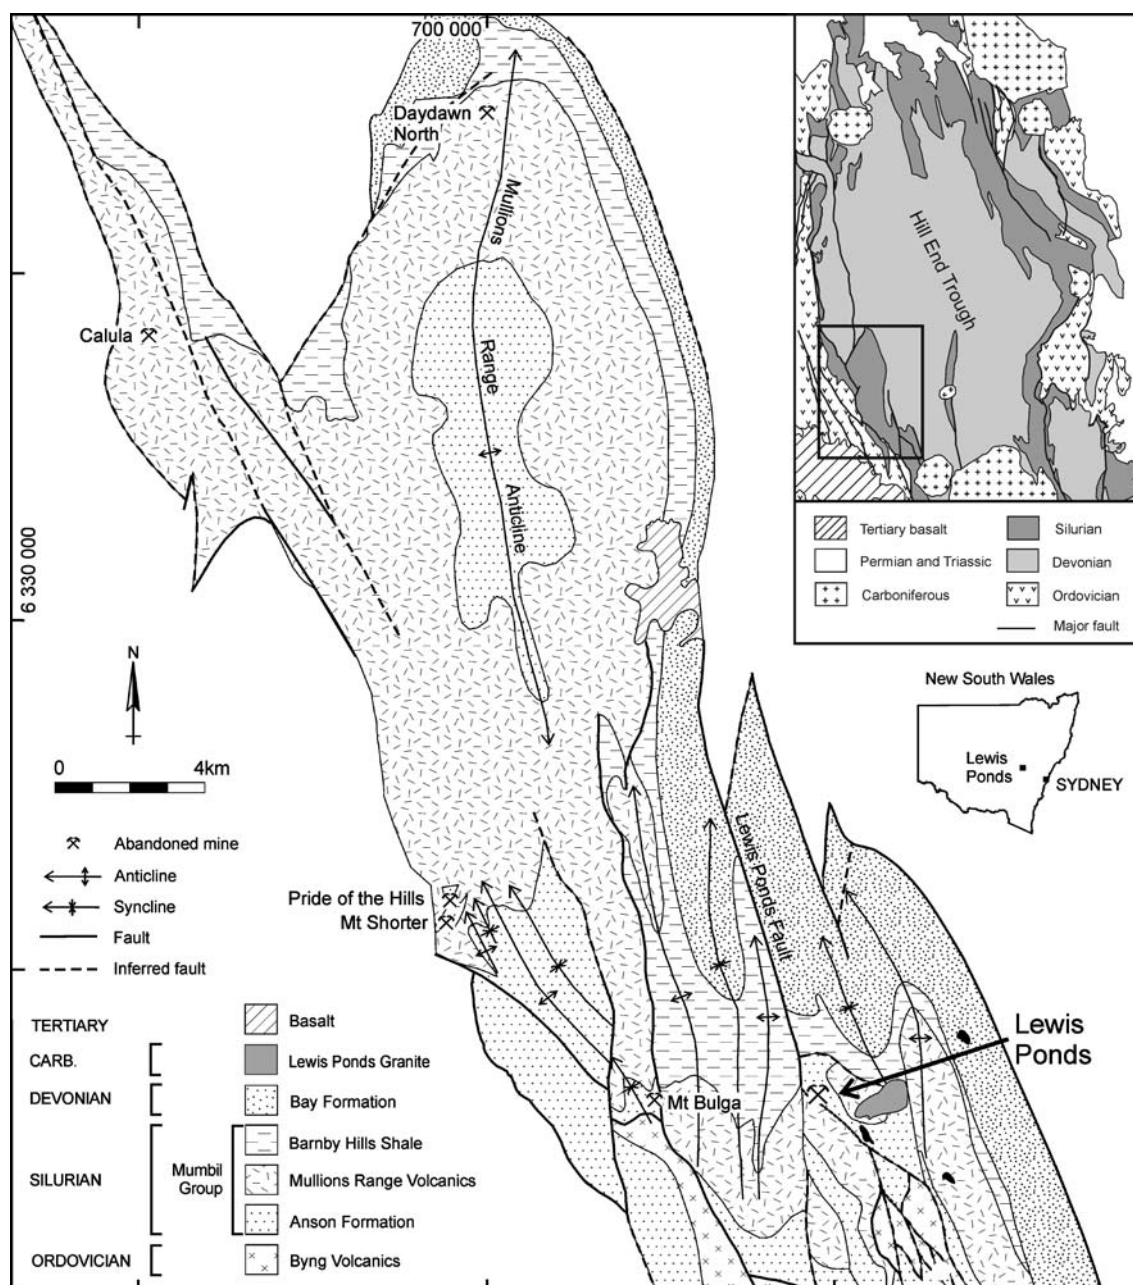 700 000
Daydawn
North
Mullions
Range
Anticline
Calula
6 330 000
N
0 4km
Abandoned mine
Anticline
Syncline
Fault
Inferred fault
Pride of the Hills
Mt Shorter
Mt Bulga
Lewis Ponds Fault
Lewis
Ponds
TERTIARY
Basalt
CARB.
Lewis Ponds Granite
DEVONIAN
Bay Formation
SILURIAN
Mumbil
Group
Barnby Hills Shale
Mullions Range Volcanics
Anson Formation
ORDOVICIAN
Byng Volcanics
Hill End Trough
Tertiary basalt
Silurian
Permian and Triassic
Devonian
Carboniferous
Ordovician
Major fault
New South Wales
Lewis
Ponds
SYDNEY